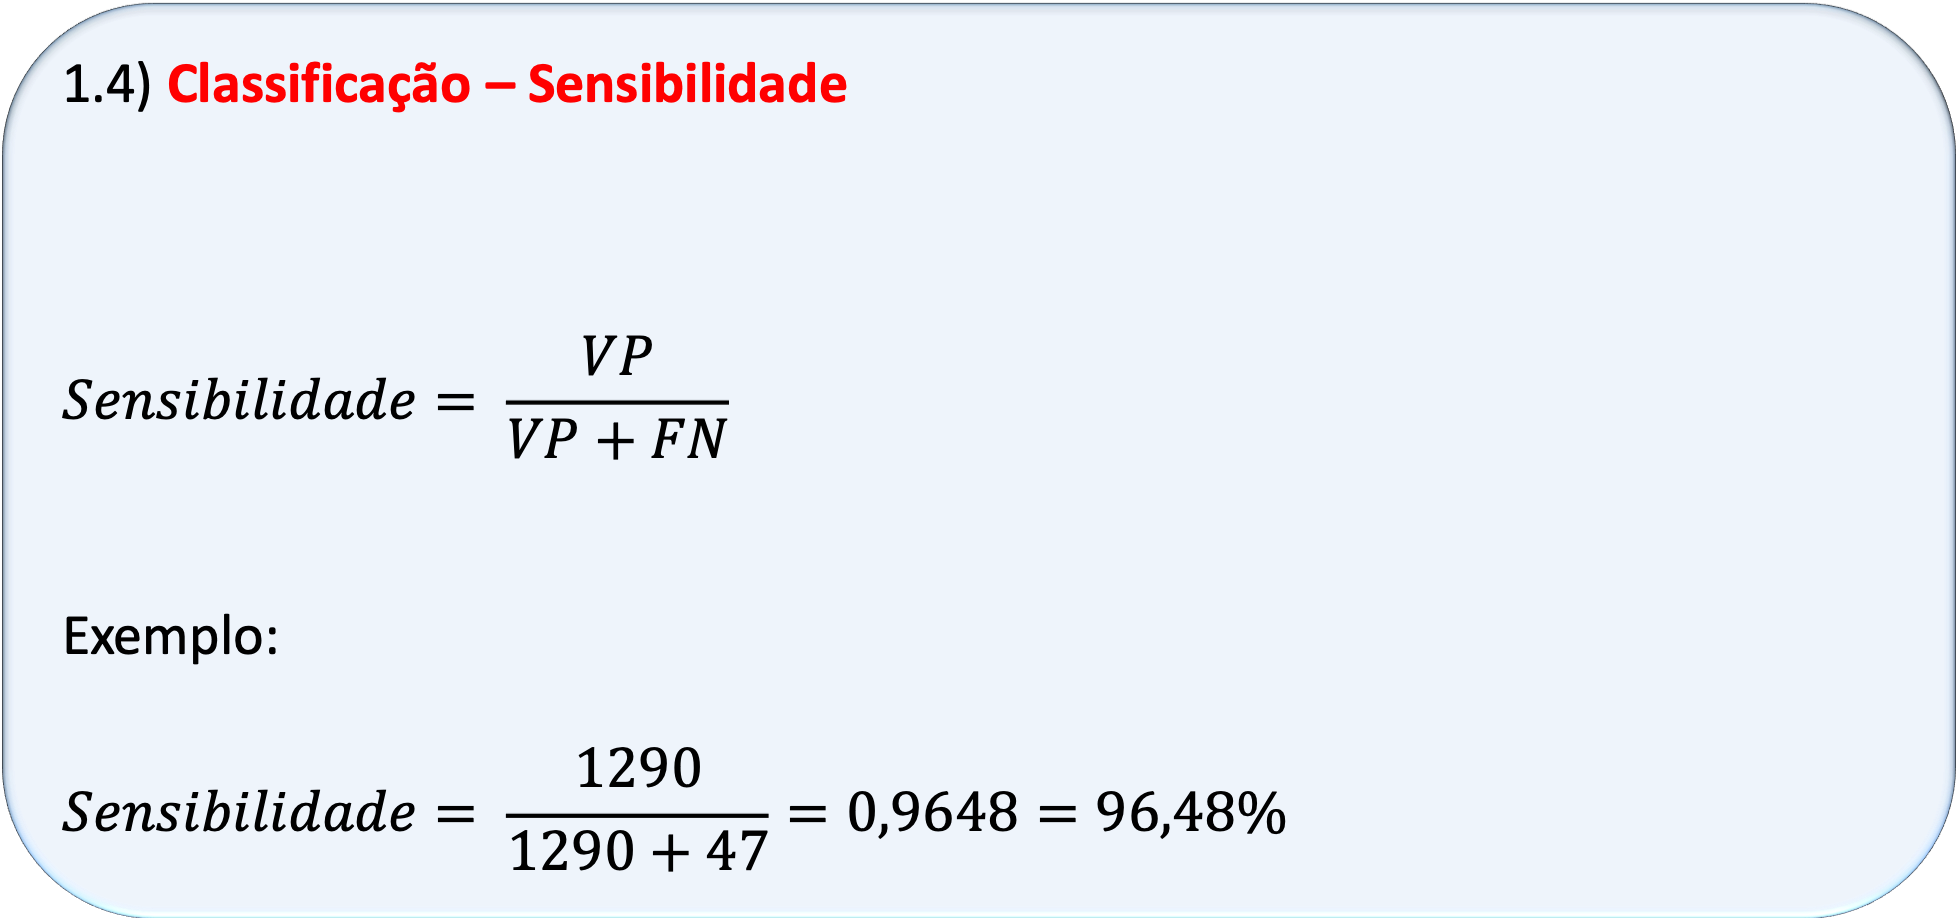 1.4) Classificação – Sensibilidade
Sensibilidade = VP / VP + FN
Exemplo:
Sensibilidade = 1290 / 1290 + 47 = 0,9648 = 96,48%